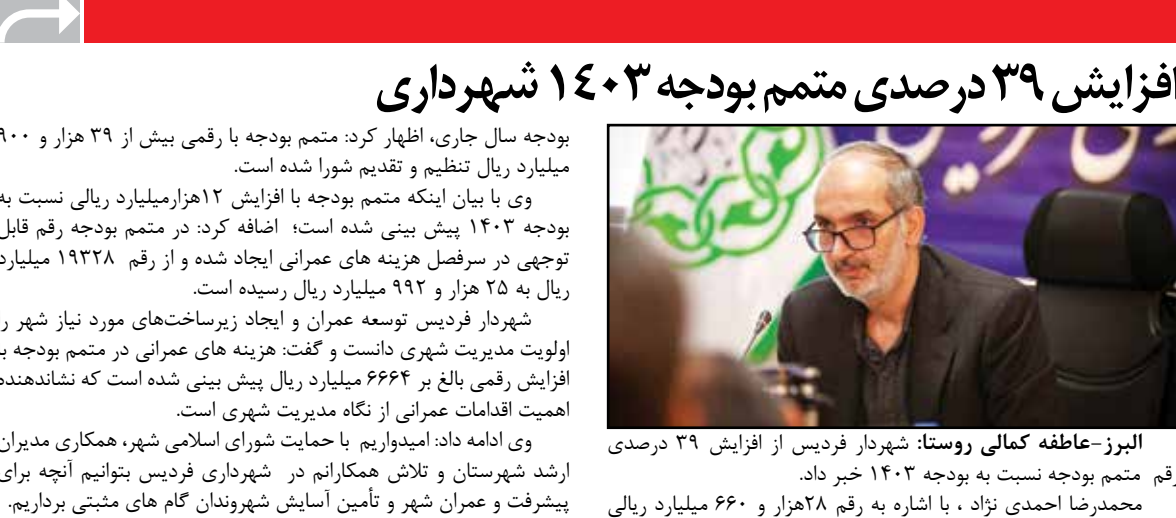 افزایش ۳۹ درصدی متمم بودجه ۱۴۰۳ شهرداری
البرز-عاطفه کمالی روستا: شهردار فردیس از افزایش ۳۹ درصدی
رقم متمم بودجه نسبت به بودجه ۱۴۰۳ خبر داد.
محمدرضا احمدی نژاد ، با اشاره به رقم ۲۸هزار و ۶۶۰ میلیارد ریالی
بودجه سال جاری، اظهار کرد: متمم بودجه با رقمی بیش از ۳۹ هزار و ۹۰۰
میلیارد ریال تنظیم و تقدیم شورا شده است.
وی با بیان اینکه متمم بودجه با افزایش ۱۲هزارمیلیارد ریالی نسبت به
بودجه ۱۴۰۳ پیش بینی شده است؛ اضافه کرد: در متمم بودجه رقم قابل
توجهی در سرفصل هزینه های عمرانی ایجاد شده و از رقم ۱۹۳۲۸ میلیارد
ریال به ۲۵ هزار و ۹۹۲ میلیارد ریال رسیده است.
شهردار فردیس توسعه عمران و ایجاد زیرساخت‌های مورد نیاز شهر را
اولویت مدیریت شهری دانست و گفت: هزینه های عمرانی در متمم بودجه با
افزایش رقمی بالغ بر ۶۶۶۴ میلیارد ریال پیش بینی شده است که نشاندهنده
اهمیت اقدامات عمرانی از نگاه مدیریت شهری است.
وی ادامه داد: امیدواریم با حمایت شورای اسلامی شهر، همکاری مدیران
ارشد شهرستان و تلاش همکارانم در شهرداری فردیس بتوانیم آنچه برای
پیشرفت و عمران شهر و تأمین آسایش شهروندان گام های مثبتی برداریم.